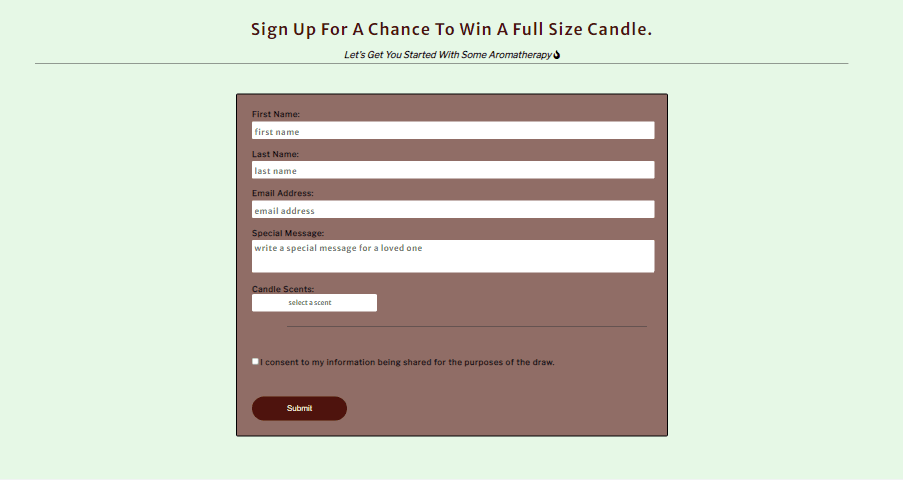 Sign Up For A Chance To Win A Full Size Candle.
Let's Get You Started With Some Aromatherapy
First Name:
first name
Last Name:
last name
Email Address:
email address
Special Message:
write a special message for a loved one
Candle Scents:
select a scent
I consent to my information being shared for the purposes of the draw.
Submit